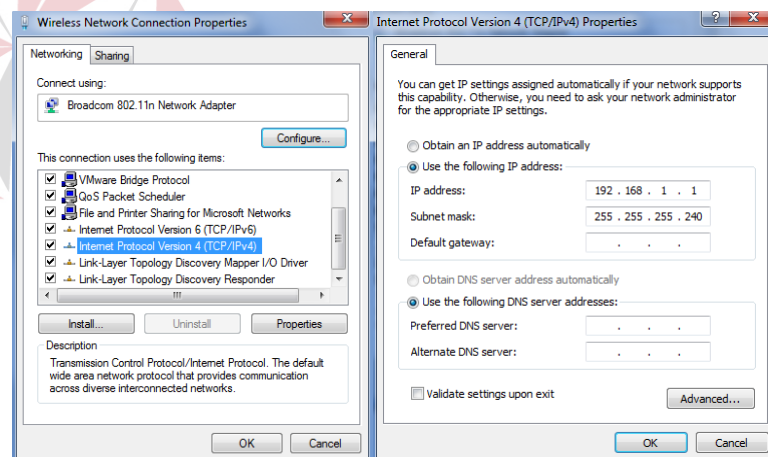 Wireless Network Connection Properties
Networking
Sharing
Connect using:
Broadcom 802.11n Network Adapter
Configure...
This connection uses the following items:
VMware Bridge Protocol
QoS Packet Scheduler
File and Printer Sharing for Microsoft Networks
Internet Protocol Version 6 (TCP/IPv6)
Internet Protocol Version 4 (TCP/IPv4)
Link-Layer Topology Discovery Mapper I/O Driver
Link-Layer Topology Discovery Responder
Install...
Uninstall
Properties
Description
Transmission Control Protocol/Internet Protocol. The default
wide area network protocol that provides communication
across diverse interconnected networks.
OK
Cancel
Internet Protocol Version 4 (TCP/IPv4) Properties
General
You can get IP settings assigned automatically if your network supports
this capability. Otherwise, you need to ask your network administrator
for the appropriate IP settings.
Obtain an IP address automatically
Use the following IP address:
IP address: 192 . 168 . 1 . 1
Subnet mask: 255 . 255 . 255 . 240
Default gateway: . . .
Obtain DNS server address automatically
Use the following DNS server addresses:
Preferred DNS server: . . .
Alternate DNS server: . . .
Validate settings upon exit
Advanced...
OK
Cancel